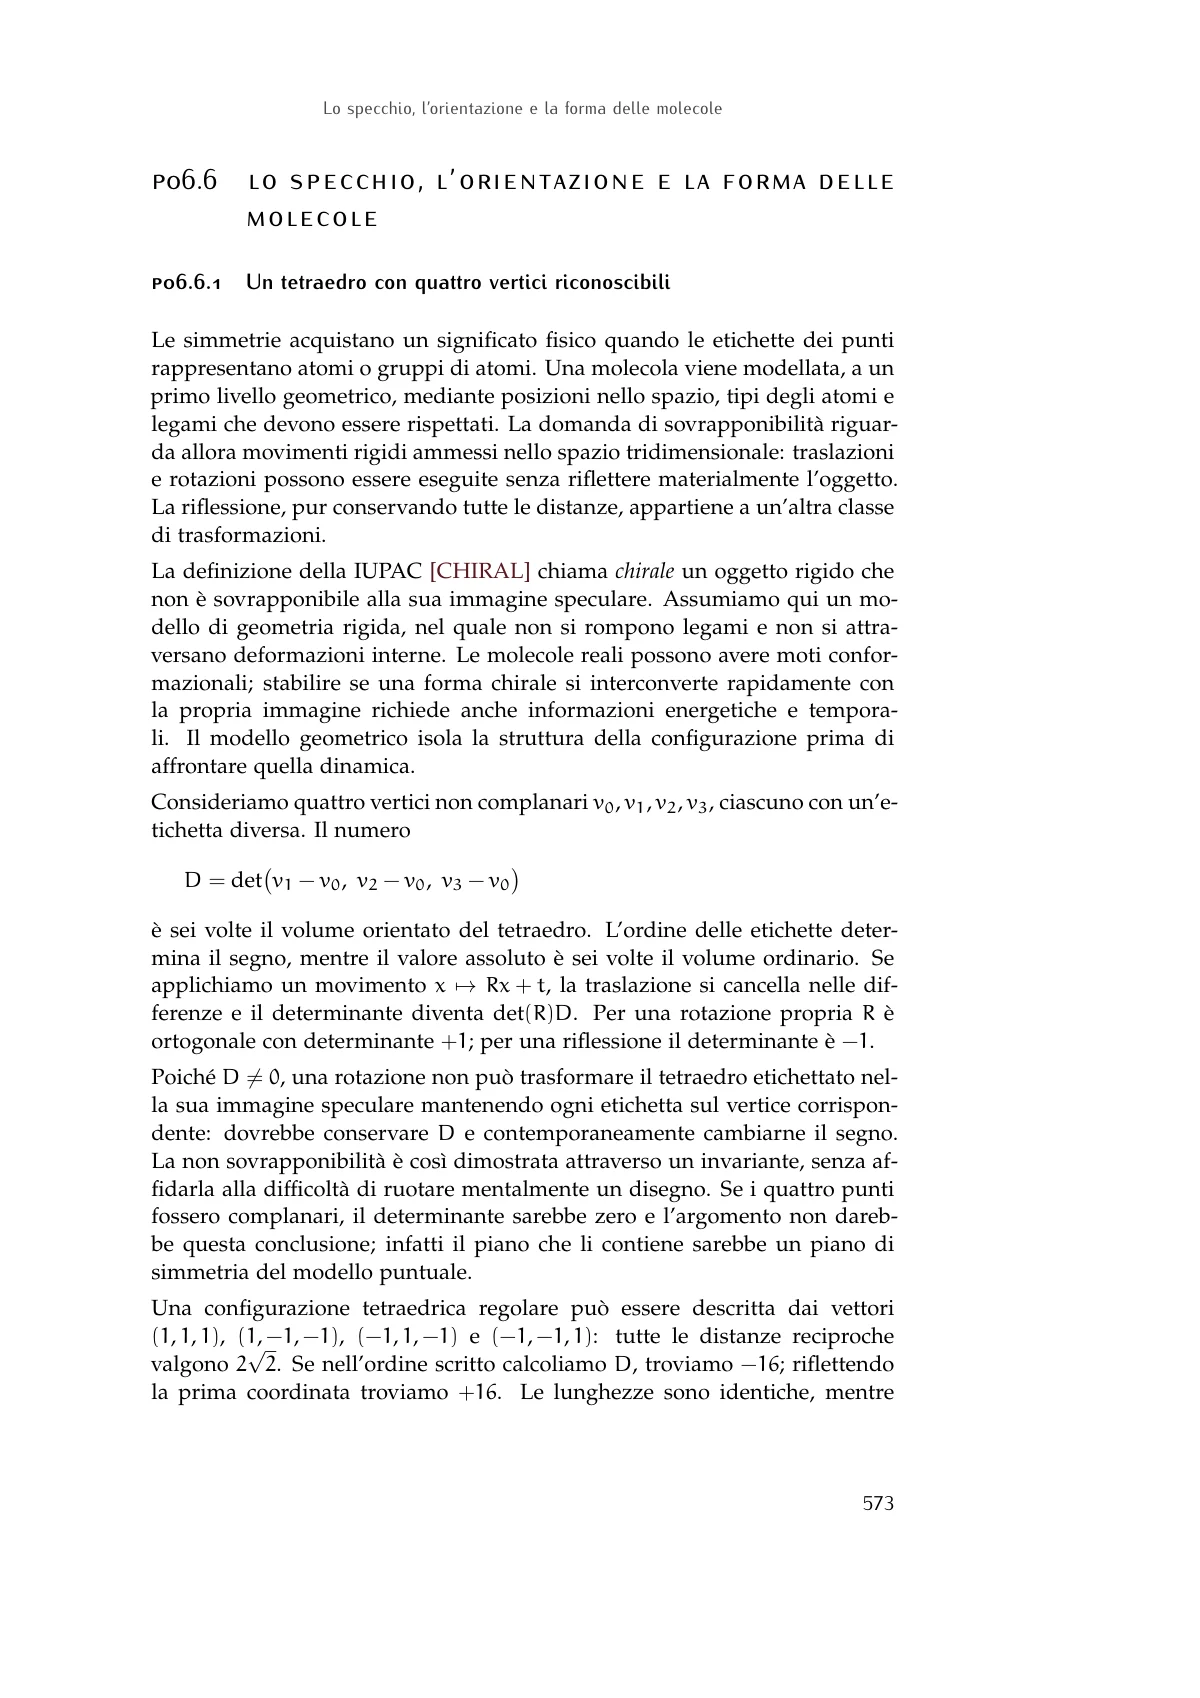 Lo specchio, l'orientazione e la forma delle molecole
po6.6 lo specchio, l'orientazione e la forma delle
molecole
po6.6.1 Un tetraedro con quattro vertici riconoscibili
Le simmetrie acquistano un significato fisico quando le etichette dei punti
rappresentano atomi o gruppi di atomi. Una molecola viene modellata, a un
primo livello geometrico, mediante posizioni nello spazio, tipi degli atomi e
legami che devono essere rispettati. La domanda di sovrapponibilità riguar-
da allora movimenti rigidi ammessi nello spazio tridimensionale: traslazioni
e rotazioni possono essere eseguite senza riflettere materialmente l'oggetto.
La riflessione, pur conservando tutte le distanze, appartiene a un'altra classe
di trasformazioni.
La definizione della IUPAC [CHIRAL] chiama chirale un oggetto rigido che
non è sovrapponibile alla sua immagine speculare. Assumiamo qui un mo-
dello di geometria rigida, nel quale non si rompono legami e non si attra-
versano deformazioni interne. Le molecole reali possono avere moti confor-
mazionali; stabilire se una forma chirale si interconverte rapidamente con
la propria immagine richiede anche informazioni energetiche e tempora-
li. Il modello geometrico isola la struttura della configurazione prima di
affrontare quella dinamica.
Consideriamo quattro vertici non complanari v₀, v₁, v₂, v₃, ciascuno con un'e-
tichetta diversa. Il numero
D = det(v₁ − v₀, v₂ − v₀, v₃ − v₀)
è sei volte il volume orientato del tetraedro. L'ordine delle etichette deter-
mina il segno, mentre il valore assoluto è sei volte il volume ordinario. Se
applichiamo un movimento x ↦ Rx + t, la traslazione si cancella nelle dif-
ferenze e il determinante diventa det(R)D. Per una rotazione propria R è
ortogonale con determinante +1; per una riflessione il determinante è −1.
Poiché D ≠ 0, una rotazione non può trasformare il tetraedro etichettato nel-
la sua immagine speculare mantenendo ogni etichetta sul vertice corrispon-
dente: dovrebbe conservare D e contemporaneamente cambiarne il segno.
La non sovrapponibilità è così dimostrata attraverso un invariante, senza af-
fidarla alla difficoltà di ruotare mentalmente un disegno. Se i quattro punti
fossero complanari, il determinante sarebbe zero e l'argomento non dareb-
be questa conclusione; infatti il piano che li contiene sarebbe un piano di
simmetria del modello puntuale.
Una configurazione tetraedrica regolare può essere descritta dai vettori
(1, 1, 1), (1, −1, −1), (−1, 1, −1) e (−1, −1, 1): tutte le distanze reciproche
valgono 2√2. Se nell'ordine scritto calcoliamo D, troviamo −16; riflettendo
la prima coordinata troviamo +16. Le lunghezze sono identiche, mentre
573